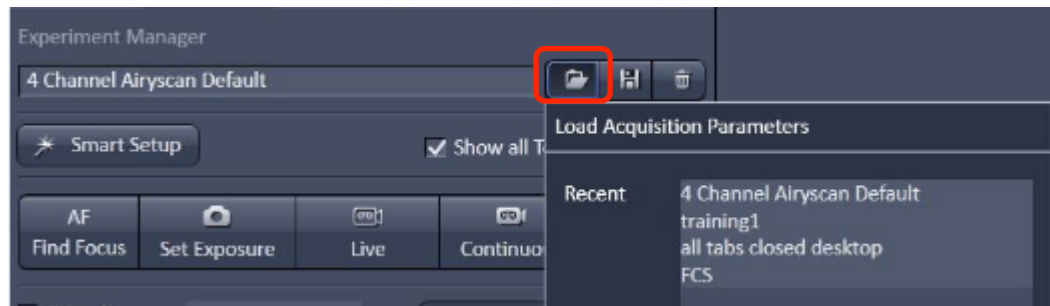 Experiment Manager
4 Channel Airyscan Default
Smart Setup
Show all T
Load Acquisition Parameters
Recent
4 Channel Airyscan Default
training1
all tabs closed desktop
FCS
AF
Find Focus
Set Exposure
Live
Continuo